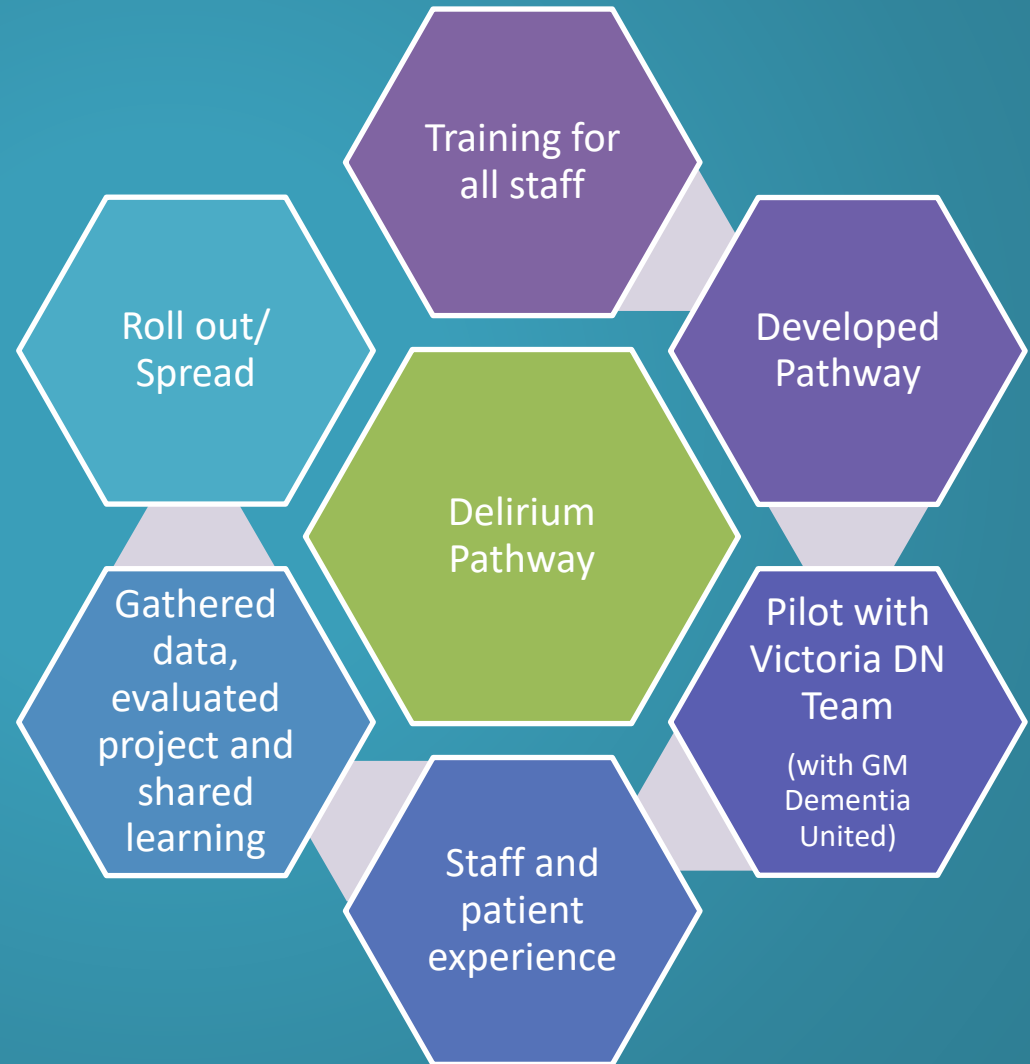 Training for
all staff
Developed
Pathway
Pilot with
Victoria DN
Team
(with GM
Dementia
United)
Staff and
patient
experience
Gathered
data,
evaluated
project and
shared
learning
Roll out/
Spread
Delirium
Pathway